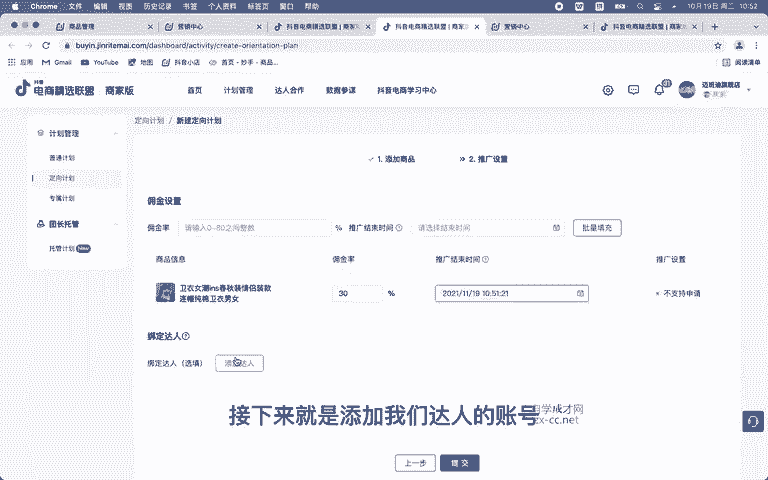 Chrome 文件 编辑 视图 历史记录 书签 个人资料 标签页 窗口 帮助 10月19日 周二 10:52
商品管理 营销中心 抖音电商精选联盟 | 商家 抖音电商精选联盟 | 商家 营销中心 抖音电商精选联盟 | 商家
buyin.jinritemai.com/dashboard/activity/create-orientation-plan
应用 Gmail YouTube 地图 抖音小店 首页 - 妙手 - 商品... 阅读清单
抖音
电商精选联盟 商家版 首页 计划管理 达人合作 数据参谋 抖音电商学习中心
定向计划 / 新建定向计划
计划管理
普通计划
定向计划
专属计划
团长托管
托管计划 New
1. 添加商品 2. 推广设置
佣金设置
佣金率 请输入0-80之间整数 % 推广结束时间 请选择结束时间 批量填充
商品信息 佣金率 推广结束时间 推广设置
卫衣女潮ins春秋装情侣装款
连帽纯棉卫衣男女
30 % 2021/11/19 10:51:21 不支持申请
绑定达人
绑定达人（选填） 添加达人
接下来就是添加我们达人的账号
自学成才网
zx-cc.net
上一步 提交